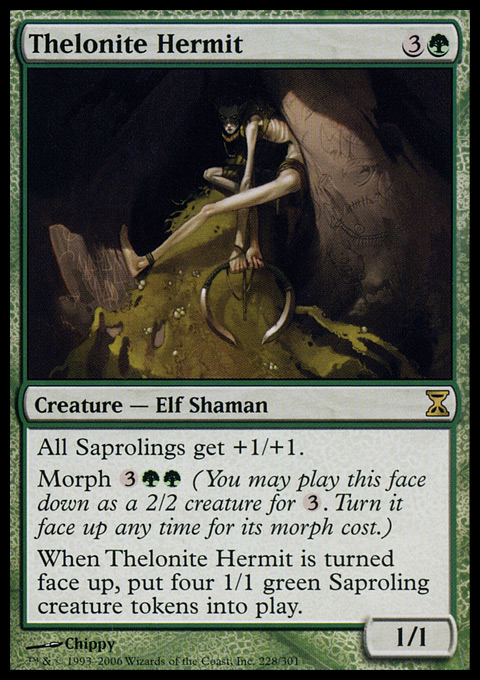 Thelonite Hermit 3
Creature — Elf Shaman
All Saprolings get +1/+1.
Morph 3 (You may play this face
down as a 2/2 creature for 3. Turn it
face up any time for its morph cost.)
When Thelonite Hermit is turned
face up, put four 1/1 green Saproling
creature tokens into play.
1/1
Chippy
™ & © 1993–2006 Wizards of the Coast, Inc. 228/301